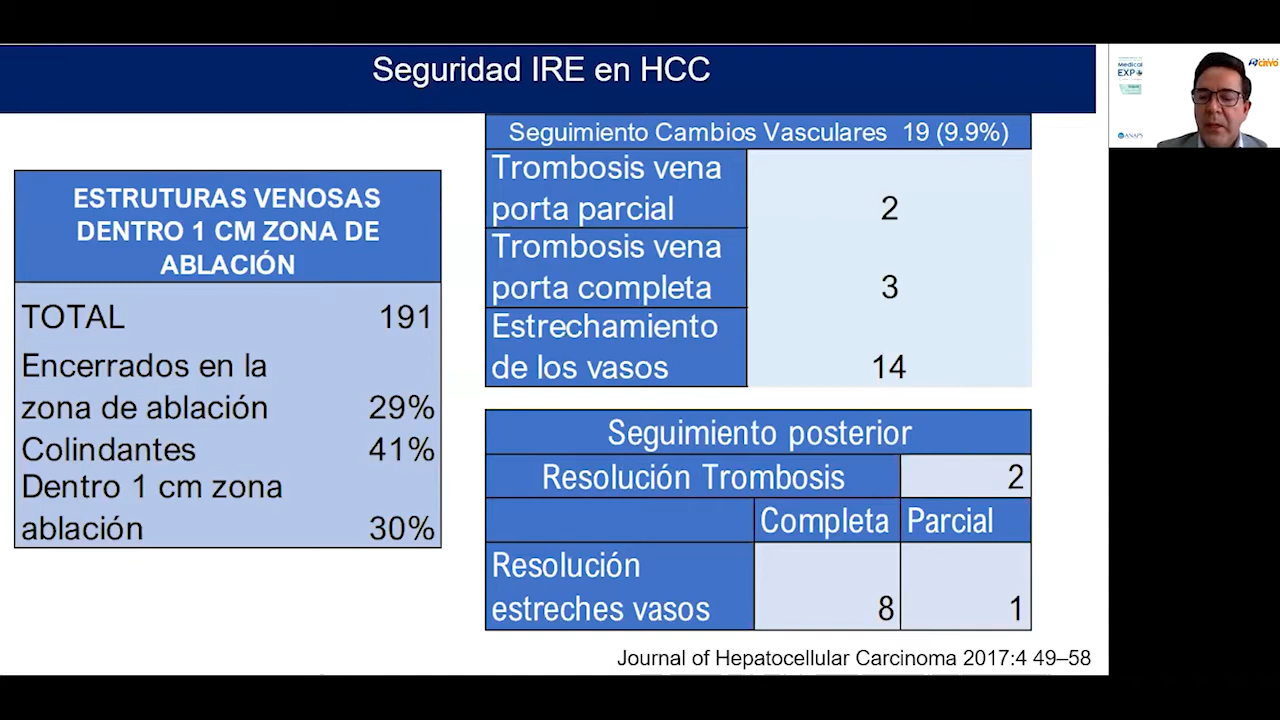 Seguridad IRE en HCC
ESTRUTURAS VENOSAS
DENTRO 1 CM ZONA DE
ABLACIÓN
TOTAL 191
Encerrados en la
zona de ablación 29%
Colindantes 41%
Dentro 1 cm zona
ablación 30%
Seguimiento Cambios Vasculares 19 (9.9%)
Trombosis vena
porta parcial 2
Trombosis vena
porta completa 3
Estrechamiento
de los vasos 14
Seguimiento posterior
Resolución Trombosis 2
Completa Parcial
Resolución
estreches vasos 8 1
Journal of Hepatocellular Carcinoma 2017:4 49–58
Medical
EXPO